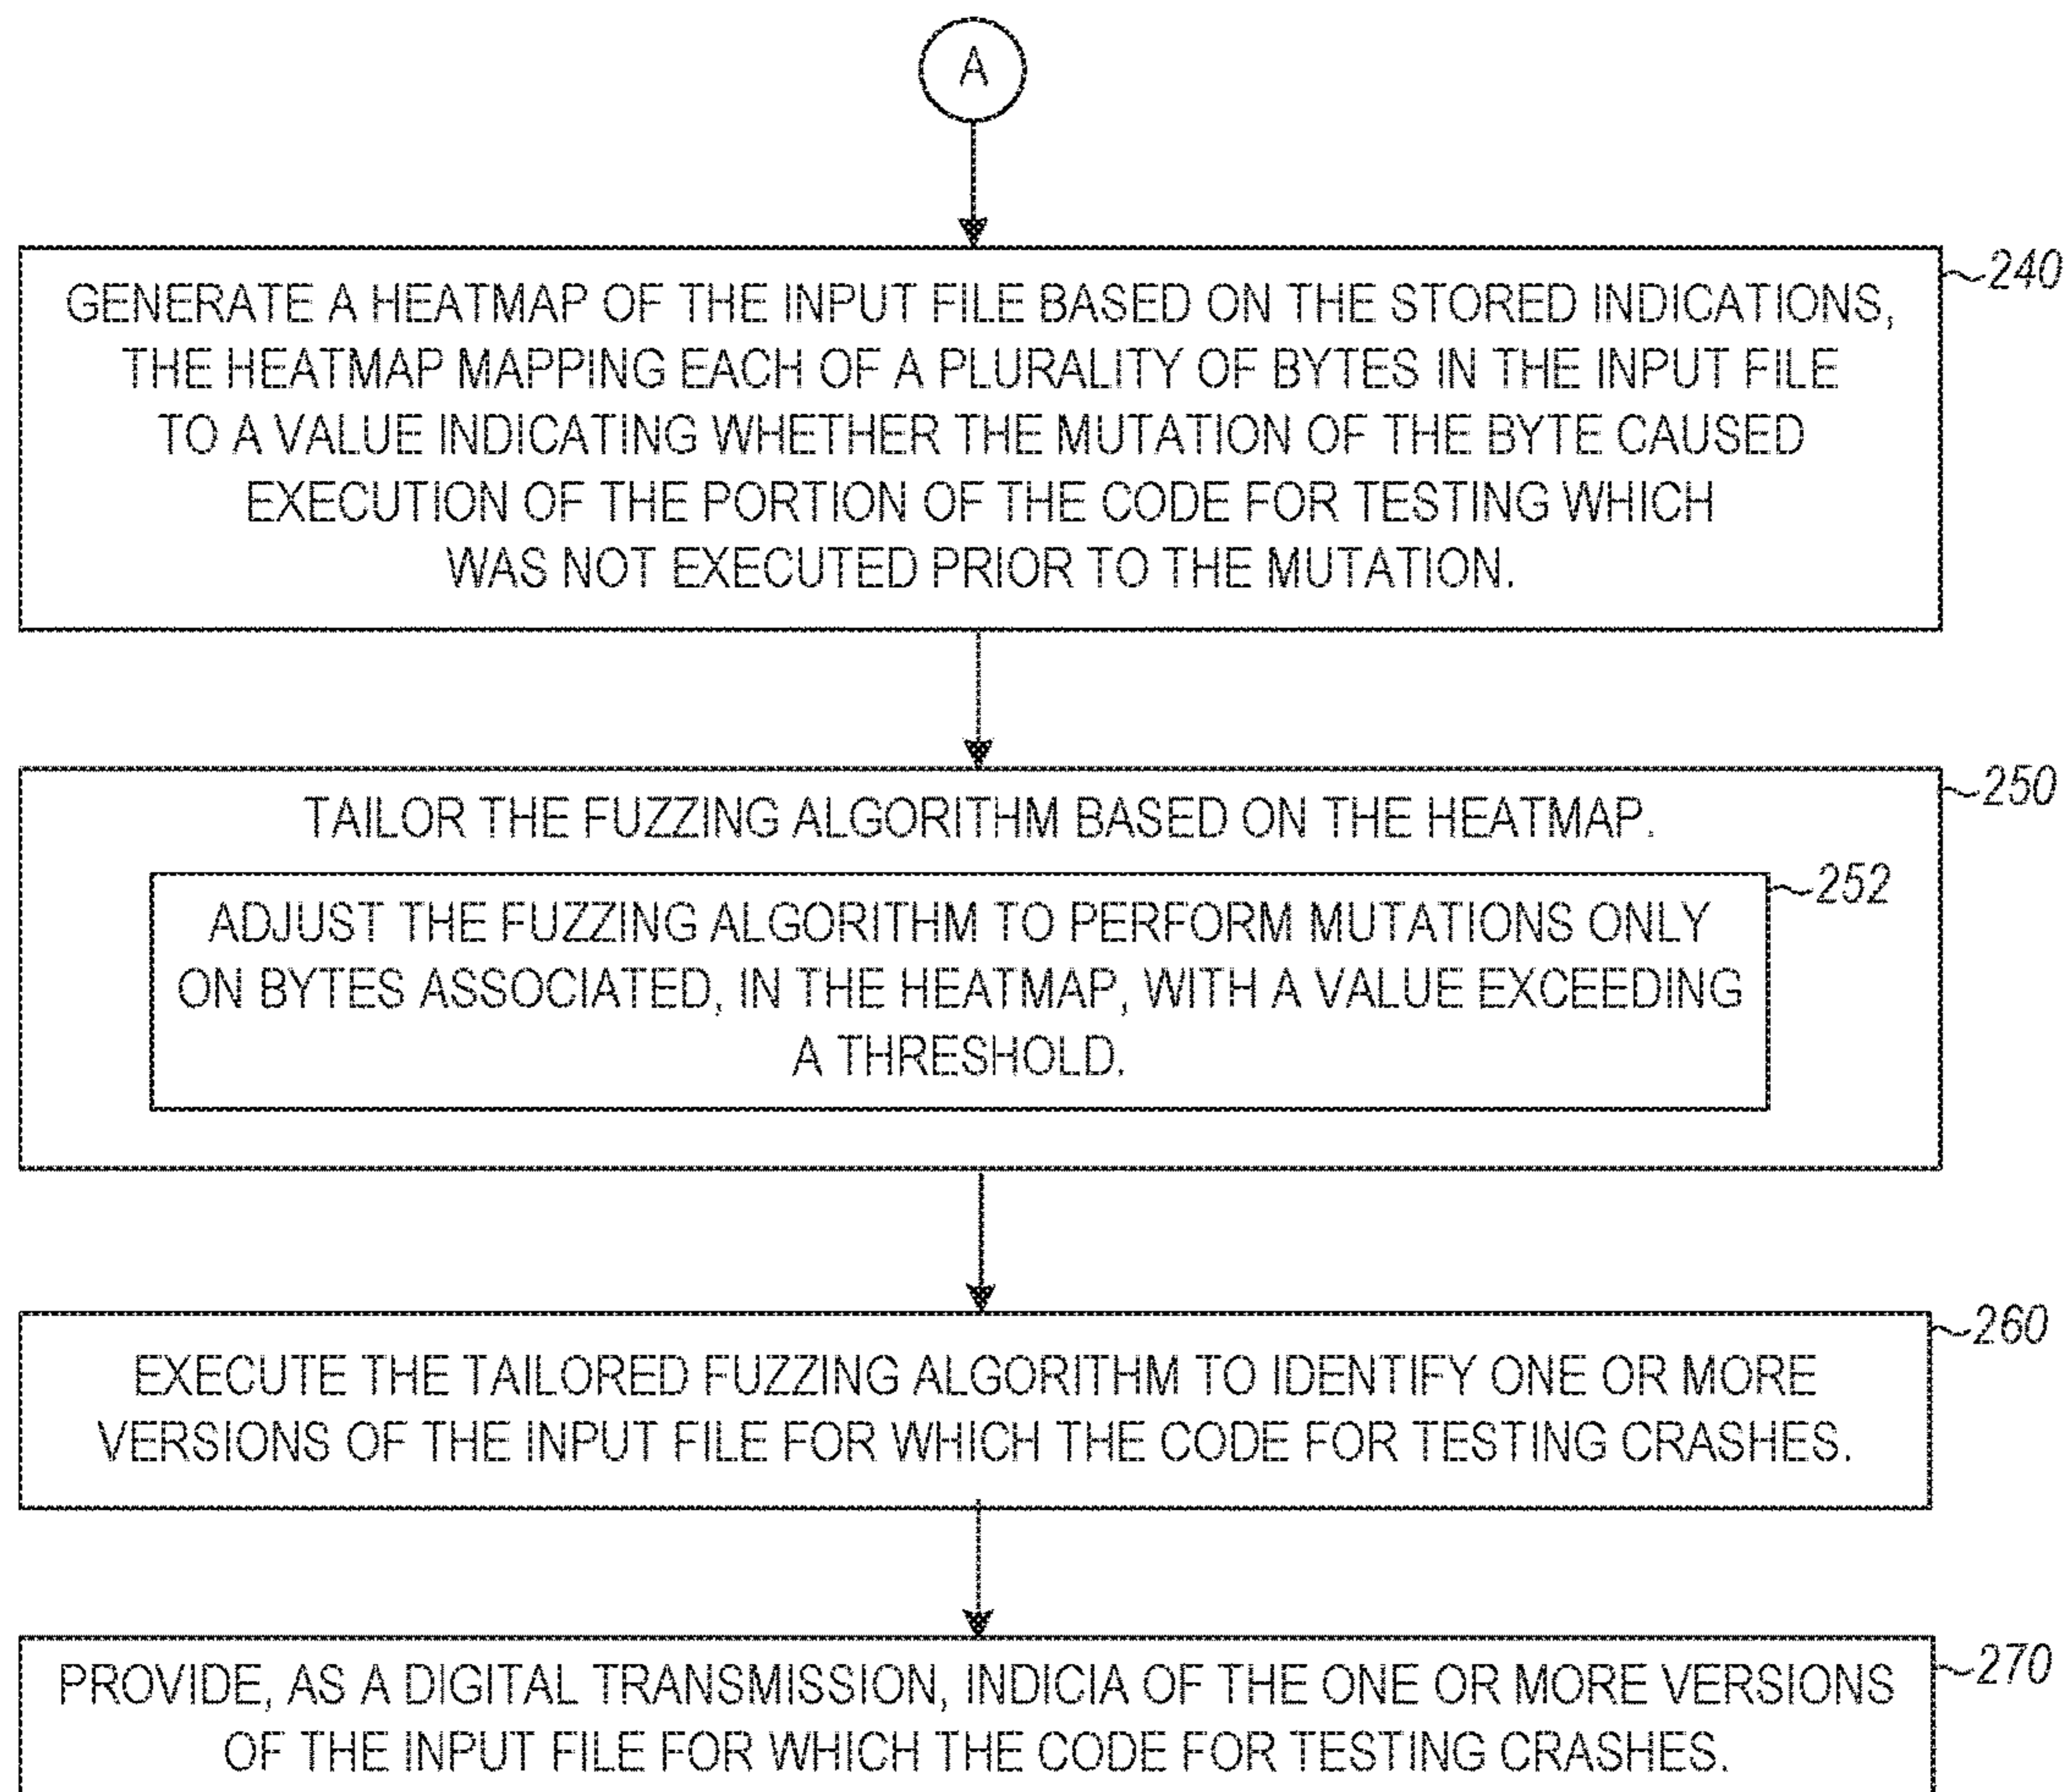 A
GENERATE A HEATMAP OF THE INPUT FILE BASED ON THE STORED INDICATIONS,
THE HEATMAP MAPPING EACH OF A PLURALITY OF BYTES IN THE INPUT FILE
TO A VALUE INDICATING WHETHER THE MUTATION OF THE BYTE CAUSED
EXECUTION OF THE PORTION OF THE CODE FOR TESTING WHICH
WAS NOT EXECUTED PRIOR TO THE MUTATION.
240
TAILOR THE FUZZING ALGORITHM BASED ON THE HEATMAP.
250
ADJUST THE FUZZING ALGORITHM TO PERFORM MUTATIONS ONLY
ON BYTES ASSOCIATED, IN THE HEATMAP, WITH A VALUE EXCEEDING
A THRESHOLD.
252
EXECUTE THE TAILORED FUZZING ALGORITHM TO IDENTIFY ONE OR MORE
VERSIONS OF THE INPUT FILE FOR WHICH THE CODE FOR TESTING CRASHES.
260
PROVIDE, AS A DIGITAL TRANSMISSION, INDICIA OF THE ONE OR MORE VERSIONS
OF THE INPUT FILE FOR WHICH THE CODE FOR TESTING CRASHES.
270